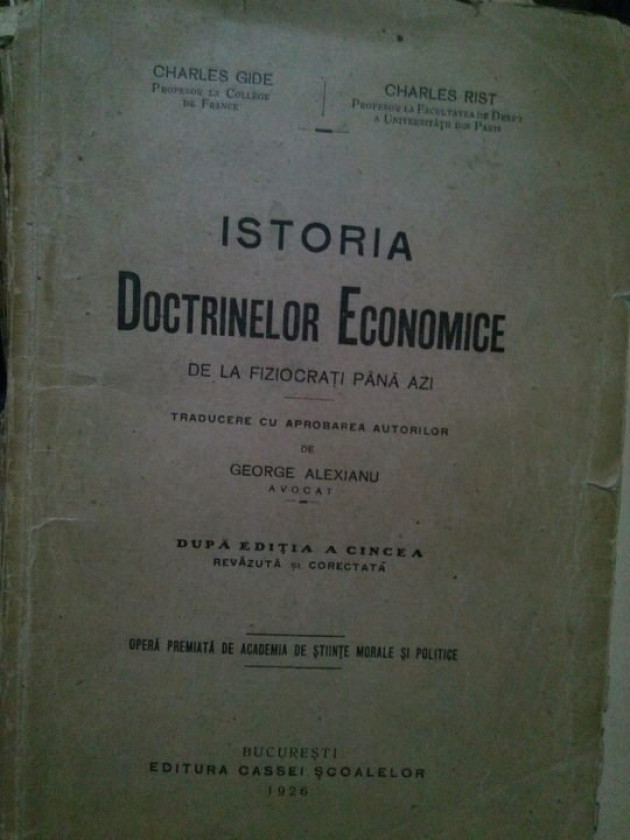 CHARLES GIDE
PROFESOR LA COLLÈGE
DE FRANCE
CHARLES RIST
PROFESOR LA FACULTATEA DE DREPT
A UNIVERSITĂȚII DIN PARIS
ISTORIA
DOCTRINELOR ECONOMICE
DE LA FIZIOCRAȚI PÂNĂ AZI
TRADUCERE CU APROBAREA AUTORILOR
DE
GEORGE ALEXIANU
AVOCAT
DUPĂ EDIȚIA A CINCEA
REVĂZUTĂ ȘI CORECTATĂ
OPERĂ PREMIATĂ DE ACADEMIA DE ȘTIINȚE MORALE ȘI POLITICE
BUCUREȘTI
EDITURA CASSEI ȘCOALELOR
1926